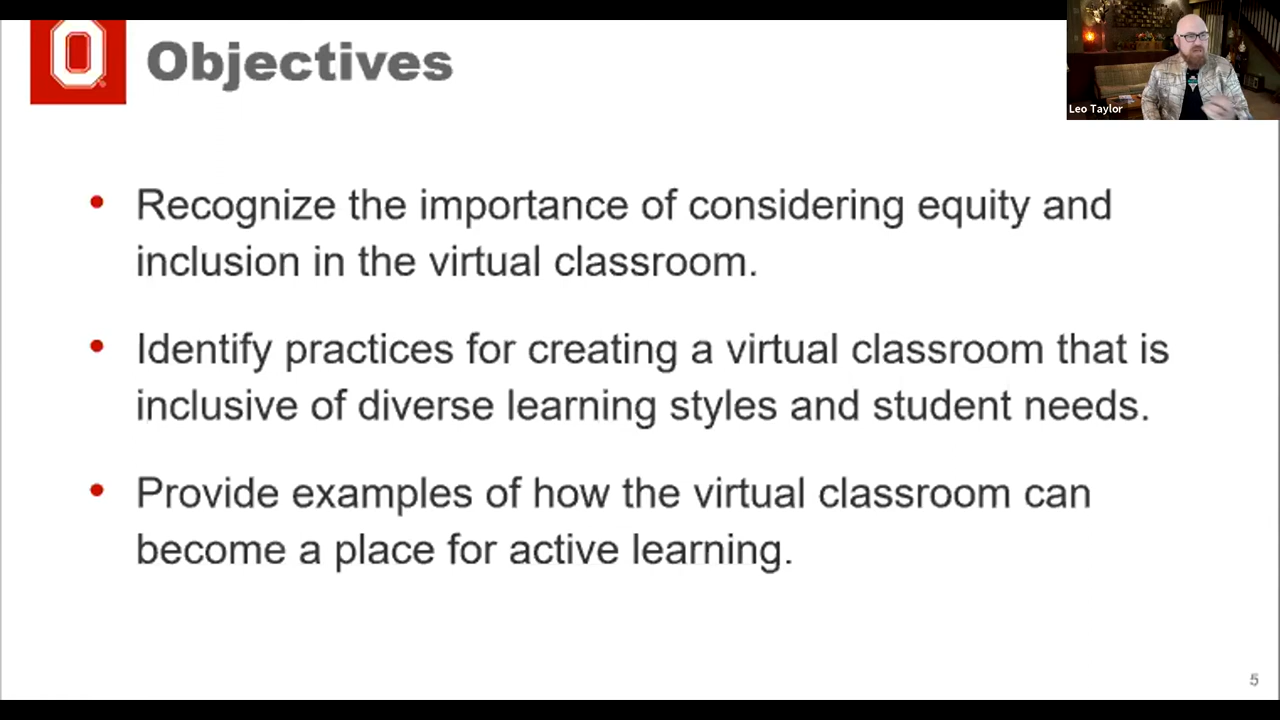 O
Objectives
Leo Taylor
• Recognize the importance of considering equity and
inclusion in the virtual classroom.
• Identify practices for creating a virtual classroom that is
inclusive of diverse learning styles and student needs.
• Provide examples of how the virtual classroom can
become a place for active learning.
5